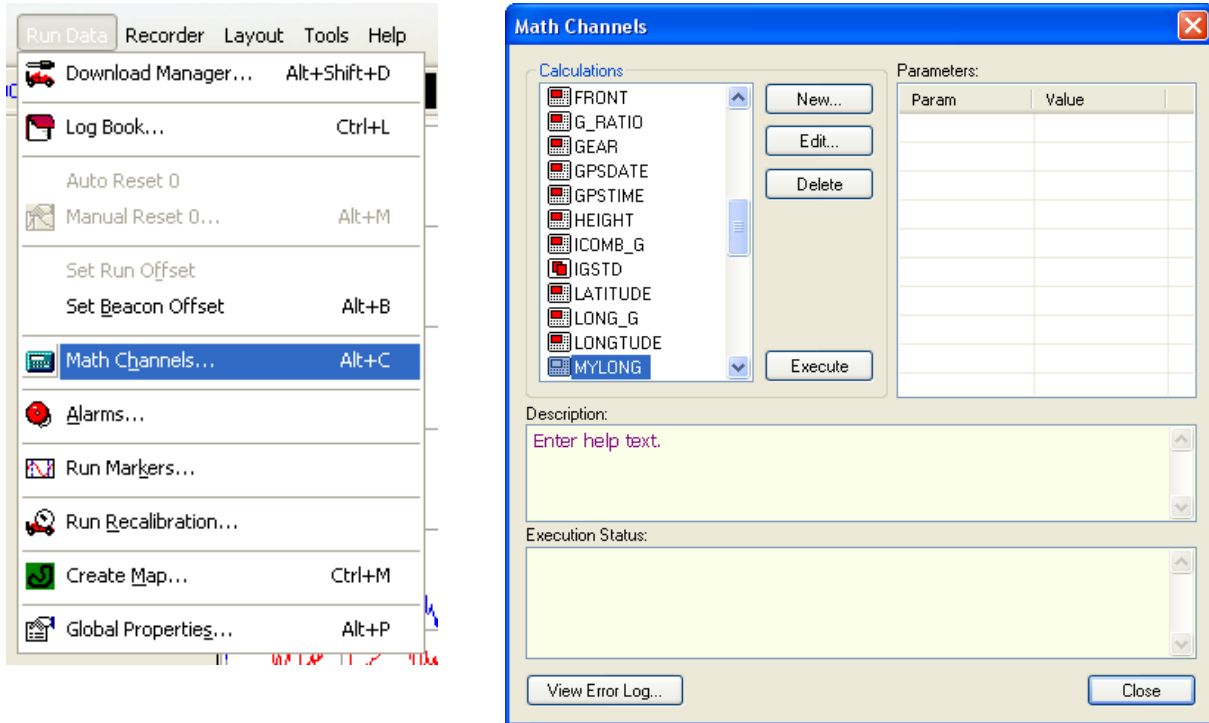 Run Data Recorder Layout Tools Help
Download Manager... Alt+Shift+D
Log Book... Ctrl+L
Auto Reset 0
Manual Reset 0... Alt+M
Set Run Offset
Set Beacon Offset Alt+B
Math Channels... Alt+C
Alarms...
Run Markers...
Run Recalibration...
Create Map... Ctrl+M
Global Properties... Alt+P
Math Channels
Calculations
FRONT
G_RATIO
GEAR
GPSDATE
GPSTIME
HEIGHT
ICOMB_G
IGSTD
LATITUDE
LONG_G
LONGTUDE
MYLONG
New...
Edit...
Delete
Execute
Parameters:
Param Value
Description:
Enter help text.
Execution Status:
View Error Log... Close